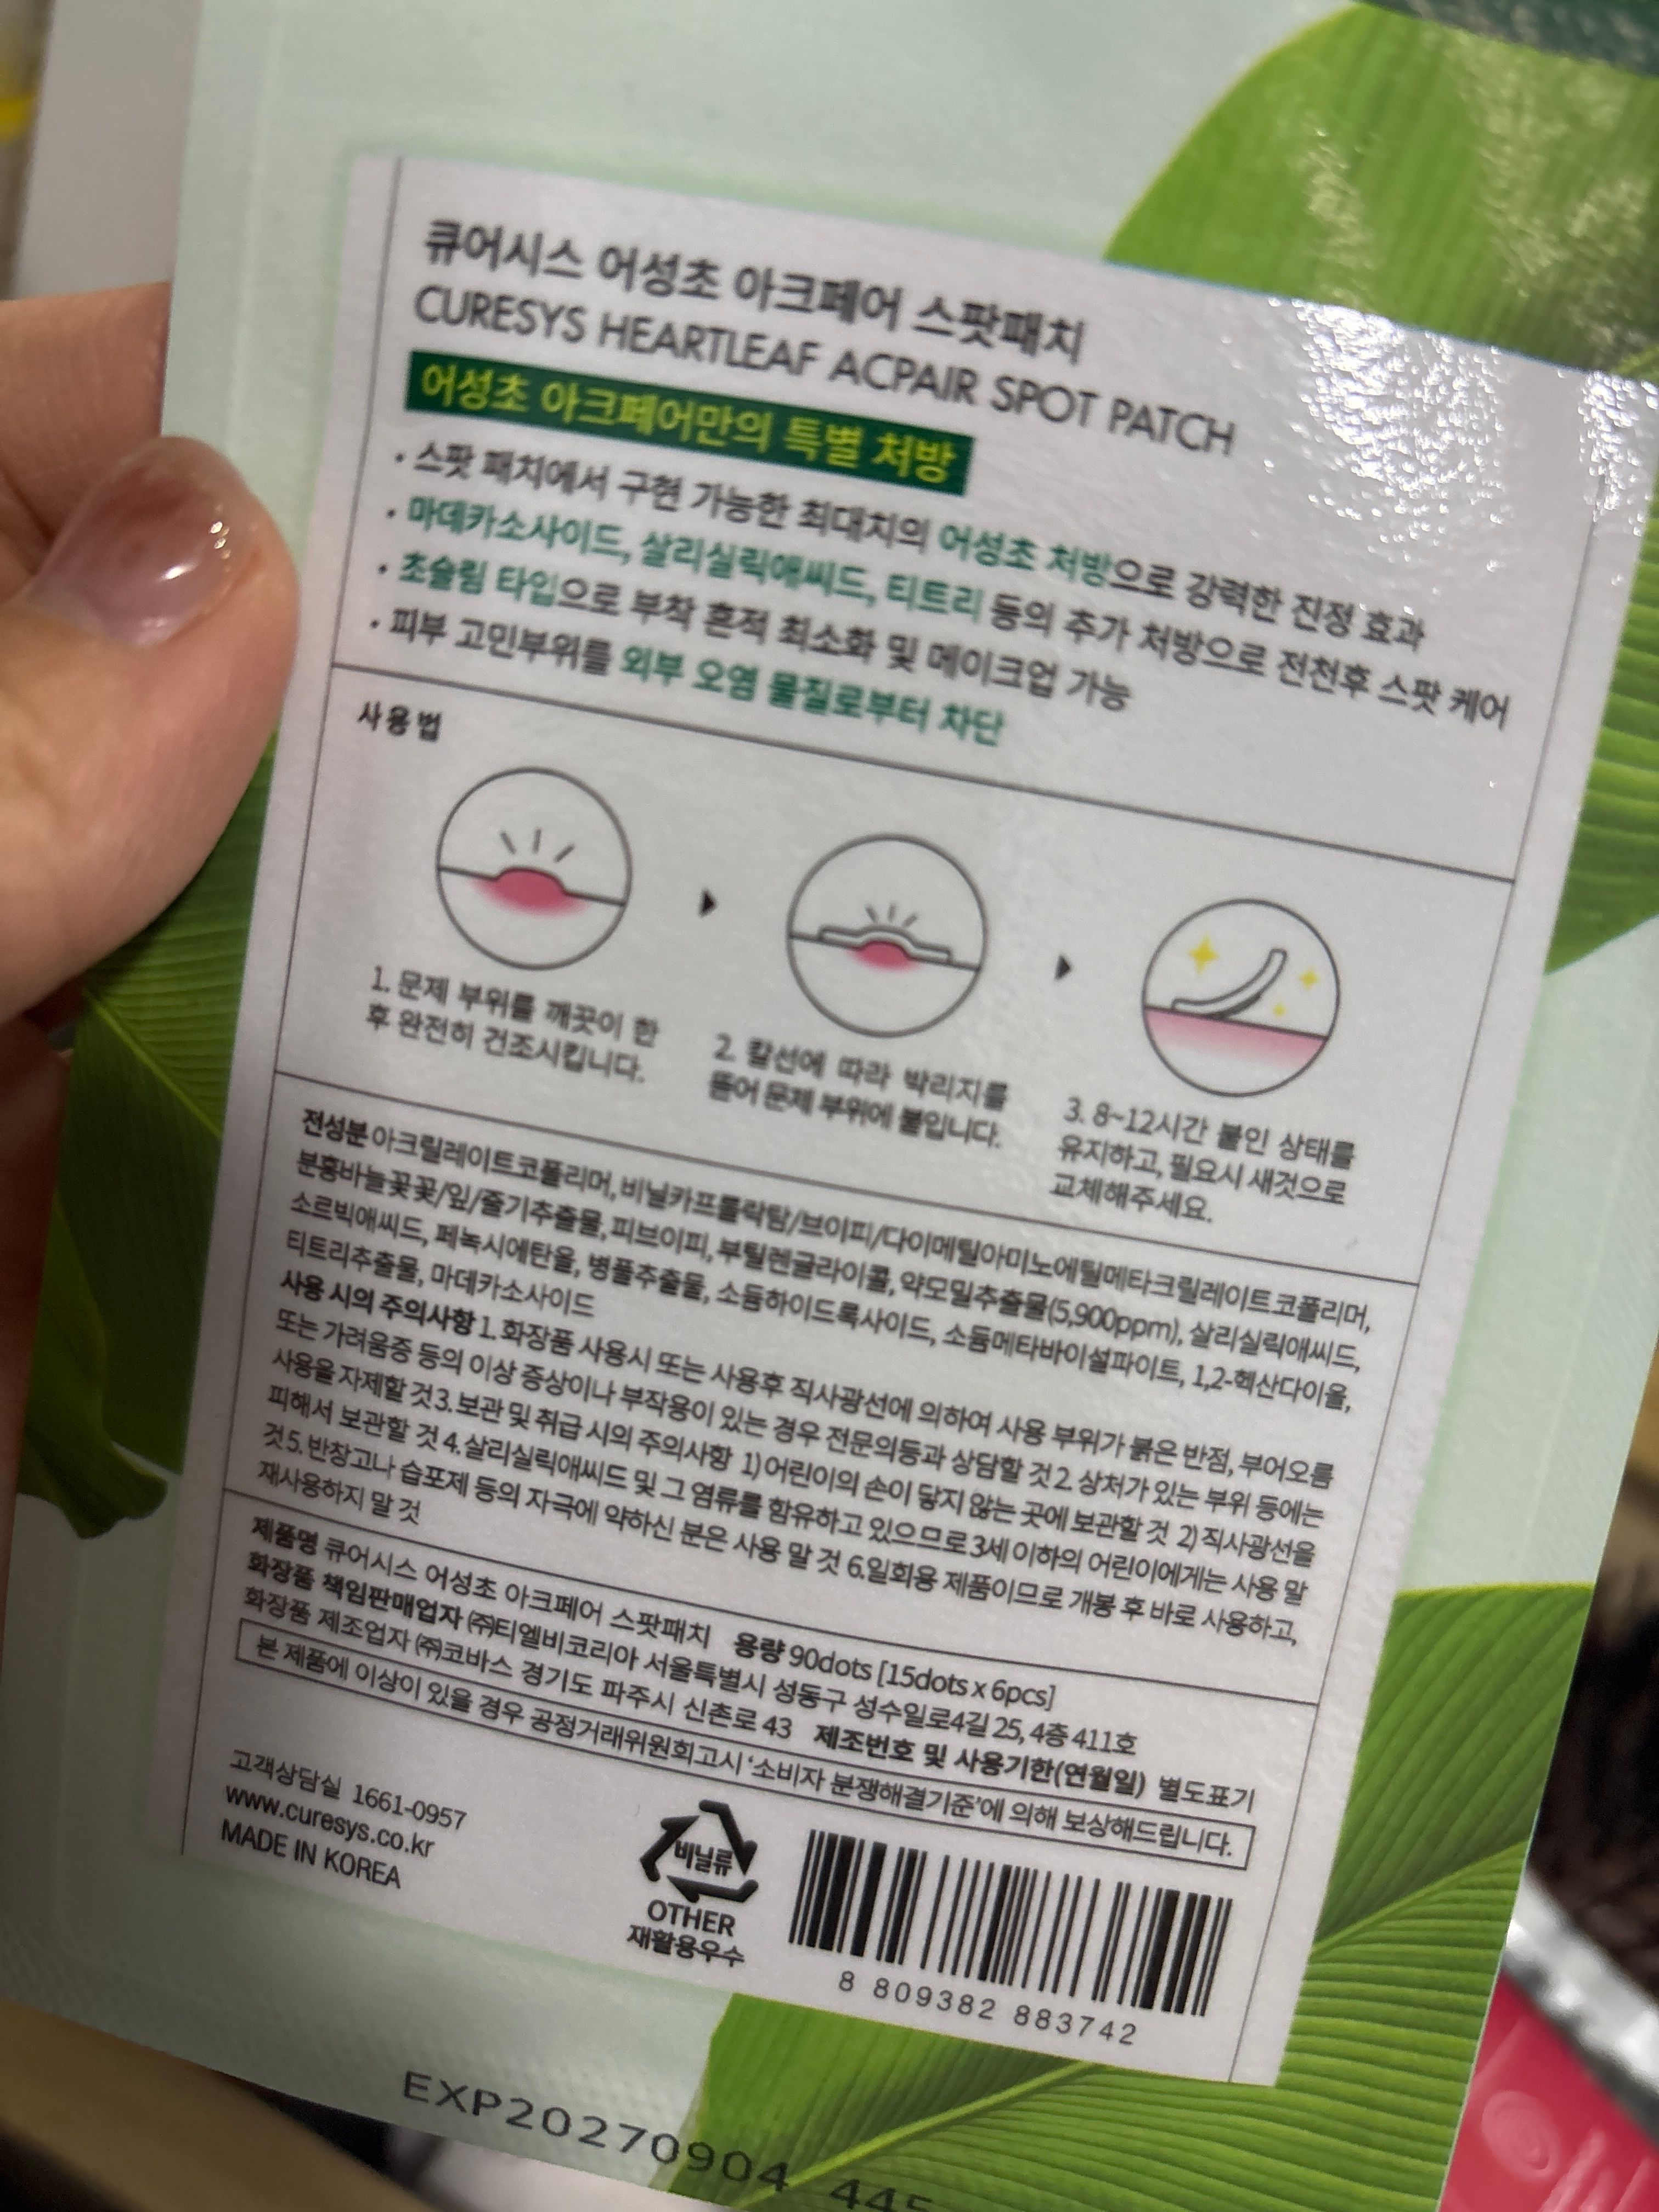 큐어시스 어성초 아크페어 스팟패치
CURESYS HEARTLEAF ACPAIR SPOT PATCH
어성초 아크페어만의 특별 처방
• 스팟 패치에서 구현 가능한 최대치의 어성초 처방으로 강력한 진정 효과
• 마데카소사이드, 살리실릭애씨드, 티트리 등의 추가 처방으로 전천후 스팟 케어
• 초슬림 타입으로 부착 흔적 최소화 및 메이크업 가능
• 피부 고민부위를 외부 오염 물질로부터 차단
사용법
1. 문제 부위를 깨끗이 한
후 완전히 건조시킵니다.
2. 칼선에 따라 박리지를
뜯어 문제 부위에 붙입니다.
3. 8~12시간 붙인 상태를
유지하고, 필요시 새것으로
교체해주세요.
전성분 아크릴레이트코폴리머, 비닐카프롤락탐/브이피/다이메틸아미노에틸메타크릴레이트코폴리머,
분홍바늘꽃꽃/잎/줄기추출물, 피브이피, 부틸렌글라이콜, 약모밀추출물(5,900ppm), 살리실릭애씨드,
소르빅애씨드, 페녹시에탄올, 병풀추출물, 소듐하이드록사이드, 소듐메타바이설파이트, 1,2-헥산다이올,
티트리추출물, 마데카소사이드
사용 시의 주의사항 1. 화장품 사용시 또는 사용후 직사광선에 의하여 사용 부위가 붉은 반점, 부어오름
또는 가려움증 등의 이상 증상이나 부작용이 있는 경우 전문의등과 상담할 것 2. 상처가 있는 부위 등에는
사용을 자제할 것 3. 보관 및 취급 시의 주의사항 1) 어린이의 손이 닿지 않는 곳에 보관할 것 2) 직사광선을
피해서 보관할 것 4. 살리실릭애씨드 및 그 염류를 함유하고 있으므로 3세 이하의 어린이에게는 사용 말
것 5. 반창고나 습포제 등의 자극에 약하신 분은 사용 말 것 6.일회용 제품이므로 개봉 후 바로 사용하고,
재사용하지 말 것
제품명 큐어시스 어성초 아크페어 스팟패치 용량 90dots [15dots x 6pcs]
화장품 책임판매업자 ㈜티엘비코리아 서울특별시 성동구 성수일로4길 25, 4층 411호
화장품 제조업자 ㈜코바스 경기도 파주시 신촌로 43 제조번호 및 사용기한(연월일) 별도표기
본 제품에 이상이 있을 경우 공정거래위원회고시 '소비자 분쟁해결기준'에 의해 보상해드립니다.
고객상담실 1661-0957
www.curesys.co.kr
MADE IN KOREA
비닐류
OTHER
재활용우수
8 809382 883742
EXP20270904 445